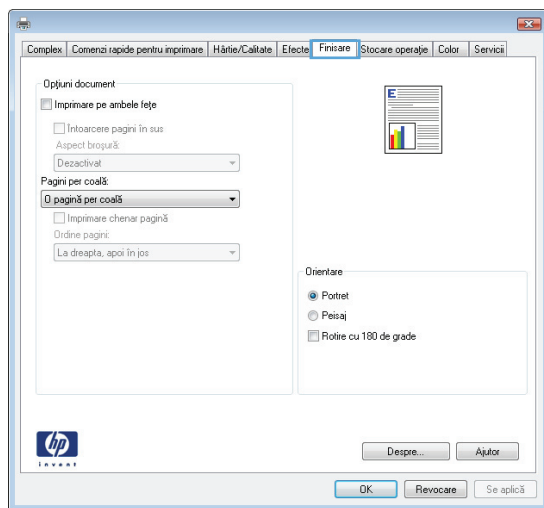 Complex Comenzi rapide pentru imprimare Hârtie/Calitate Efecte Finisare Stocare operaţie Color Servicii
Opţiuni document
Imprimare pe ambele feţe
Întoarcere pagini în sus
Aspect broşură:
Dezactivat
Pagini per coală:
O pagină per coală
Imprimare chenar pagină
Ordine pagini:
La dreapta, apoi în jos
E
Orientare
Portret
Peisaj
Rotire cu 180 de grade
hp
invent
Despre... Ajutor
OK Revocare Se aplică